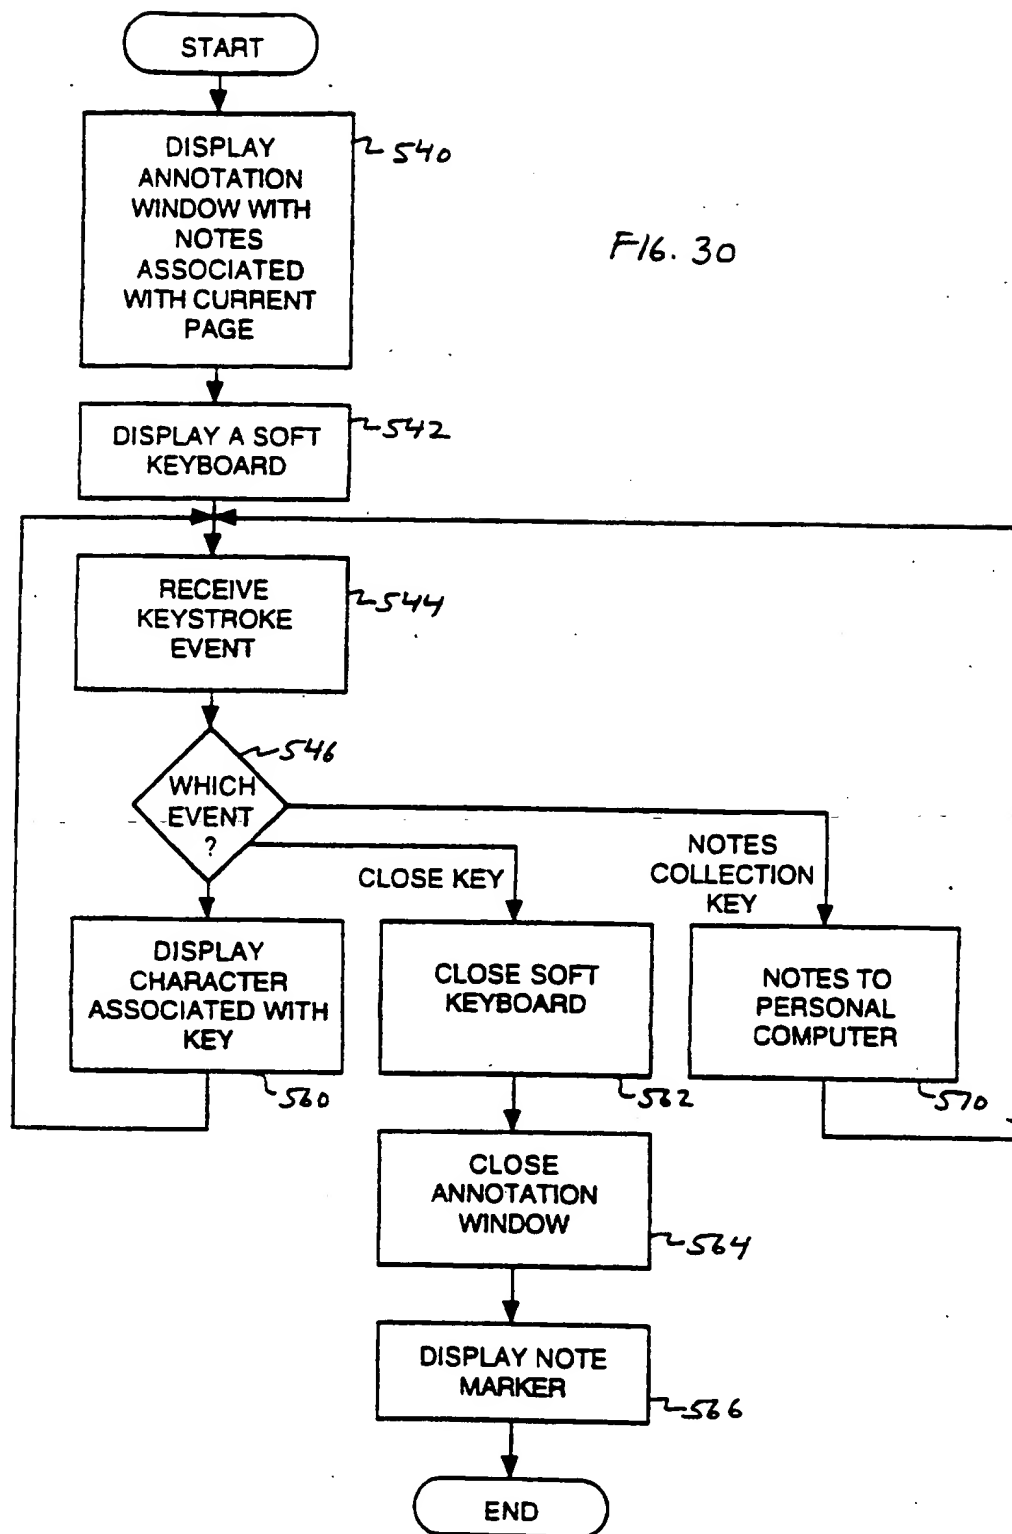 START
DISPLAY
ANNOTATION
WINDOW WITH
NOTES
ASSOCIATED
WITH CURRENT
PAGE
540
FIG. 30
DISPLAY A SOFT
KEYBOARD
542
RECEIVE
KEYSTROKE
EVENT
544
WHICH
EVENT
?
546
CLOSE KEY
NOTES
COLLECTION
KEY
DISPLAY
CHARACTER
ASSOCIATED WITH
KEY
560
CLOSE SOFT
KEYBOARD
562
NOTES TO
PERSONAL
COMPUTER
570
CLOSE
ANNOTATION
WINDOW
564
DISPLAY NOTE
MARKER
566
END